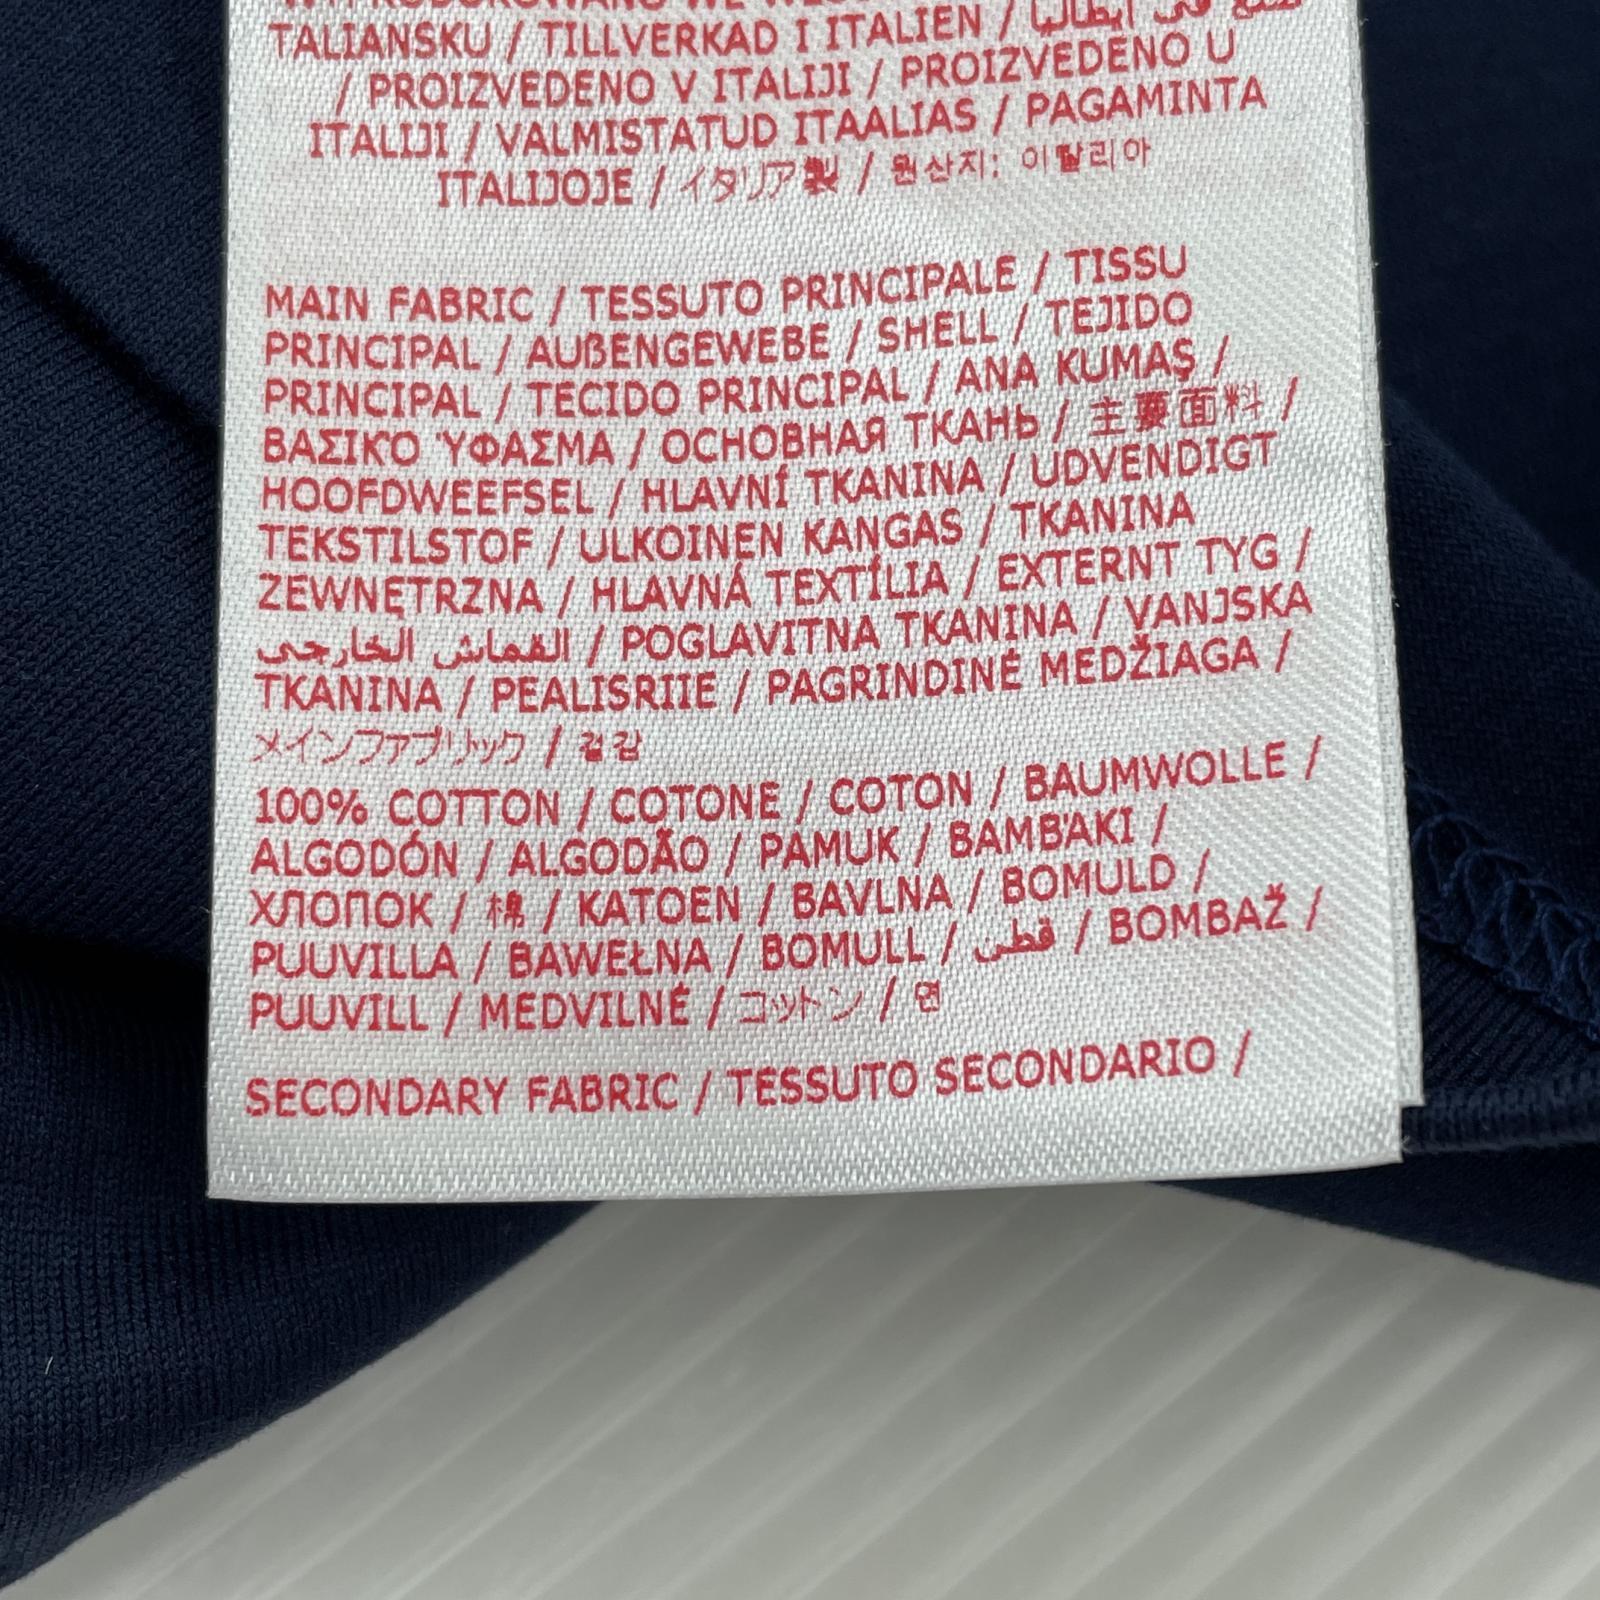 TALIANSKU / TILLVERKAD I ITALIEN / صنع في إيطاليا
/ PROIZVEDENO V ITALIJI / PROIZVEDENO U
ITALIJI / VALMISTATUD ITAALIAS / PAGAMINTA
ITALIJOJE / イタリア製 / 원산지: 이탈리아
MAIN FABRIC / TESSUTO PRINCIPALE / TISSU
PRINCIPAL / AUßENGEWEBE / SHELL / TEJIDO
PRINCIPAL / TECIDO PRINCIPAL / ANA KUMAŞ /
ΒΑΣΙΚΟ ΎΦΑΣΜΑ / ОСНОВНАЯ ТКАНЬ / 主要面料 /
HOOFDWEEFSEL / HLAVNÍ TKANINA / UDVENDIGT
TEKSTILSTOF / ULKOINEN KANGAS / TKANINA
ZEWNĘTRZNA / HLAVNÁ TEXTÍLIA / EXTERNT TYG /
القماش الخارجي / POGLAVITNA TKANINA / VANJSKA
TKANINA / PEALISRIIE / PAGRINDINĖ MEDŽIAGA /
メインファブリック / 겉감
100% COTTON / COTONE / COTON / BAUMWOLLE /
ALGODÓN / ALGODÃO / PAMUK / ΒΑΜΒΆΚΙ /
ХЛОПОК / 棉 / KATOEN / BAVLNA / BOMULD /
PUUVILLA / BAWEŁNA / BOMULL / قطن / BOMBAŽ /
PUUVILL / MEDVILNĖ / コットン / 면
SECONDARY FABRIC / TESSUTO SECONDARIO /